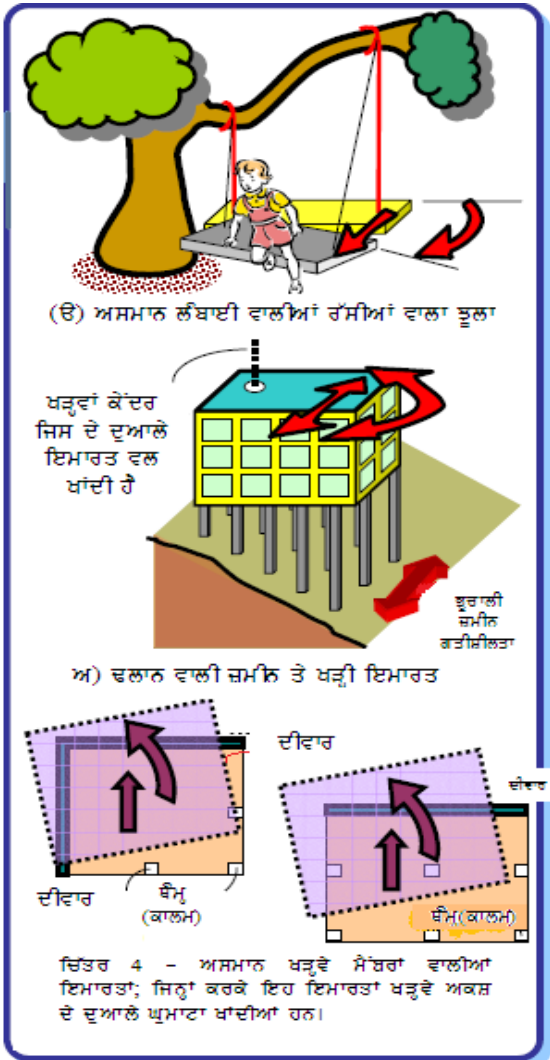 (ੳ) ਅਸਮਾਨ ਲੰਬਾਈ ਵਾਲੀਆਂ ਰੱਸੀਆਂ ਵਾਲਾ ਝੂਲਾ
ਖੜ੍ਹਵਾਂ ਕੇਂਦਰ
ਜਿਸ ਦੇ ਦੁਆਲੇ
ਇਮਾਰਤ ਵਲ
ਖਾਂਦੀ ਹੈ
ਭੂਚਾਲੀ
ਜ਼ਮੀਨ
ਗਤੀਸ਼ੀਲਤਾ
ਅ) ਢਲਾਨ ਵਾਲੀ ਜ਼ਮੀਨ ਤੇ ਖੜ੍ਹੀ ਇਮਾਰਤ
ਦੀਵਾਰ
ਦੀਵਾਰ
ਦੀਵਾਰ
ਥੰਮ੍ਹ
(ਕਾਲਮ)
ਥੰਮ੍ਹ(ਕਾਲਮ)
ਚਿੱਤਰ 4 – ਅਸਮਾਨ ਖੜ੍ਹਵੇ ਮੈਂਬਰਾਂ ਵਾਲੀਆਂ
ਇਮਾਰਤਾਂ; ਜਿਨ੍ਹਾਂ ਕਰਕੇ ਇਹ ਇਮਾਰਤਾਂ ਖੜ੍ਹਵੇ ਅਕਸ਼
ਦੇ ਦੁਆਲੇ ਘੁਮਾਟਾ ਖਾਂਦੀਆਂ ਹਨ।